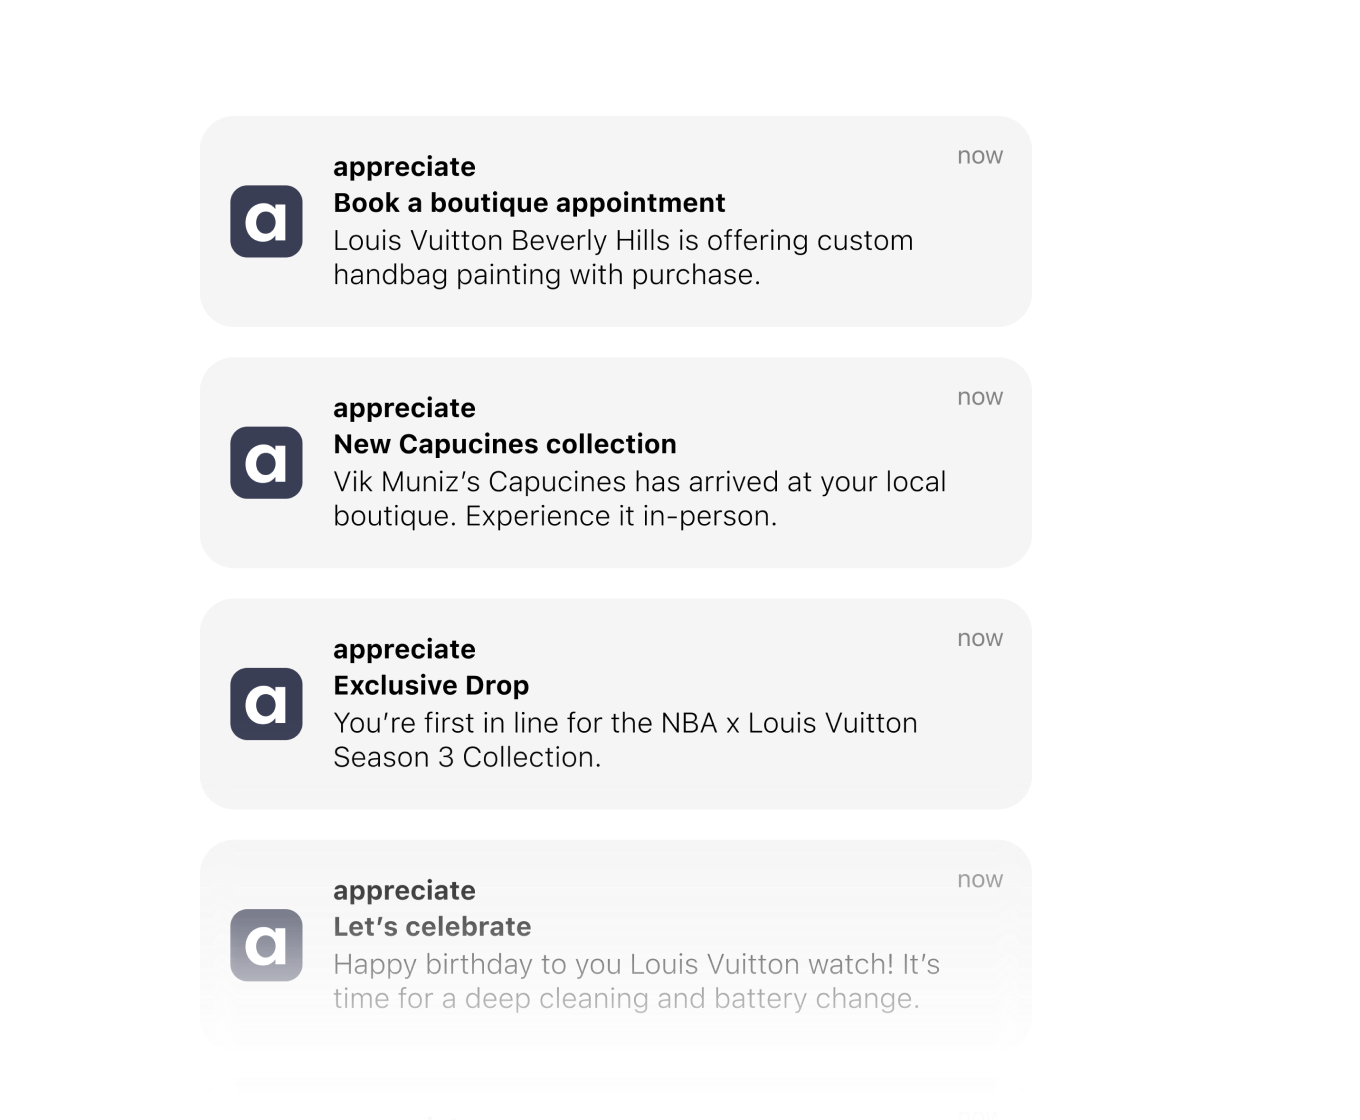 now
appreciate
Book a boutique appointment
a
Louis Vuitton Beverly Hills is offering custom
handbag painting with purchase.
now
appreciate
New Capucines collection
a
Vik Muniz’s Capucines has arrived at your local
boutique. Experience it in-person.
now
appreciate
Exclusive Drop
a
You’re first in line for the NBA x Louis Vuitton
Season 3 Collection.
now
appreciate
Let’s celebrate
a
Happy birthday to you Louis Vuitton watch! It’s
time for a deep cleaning and battery change.